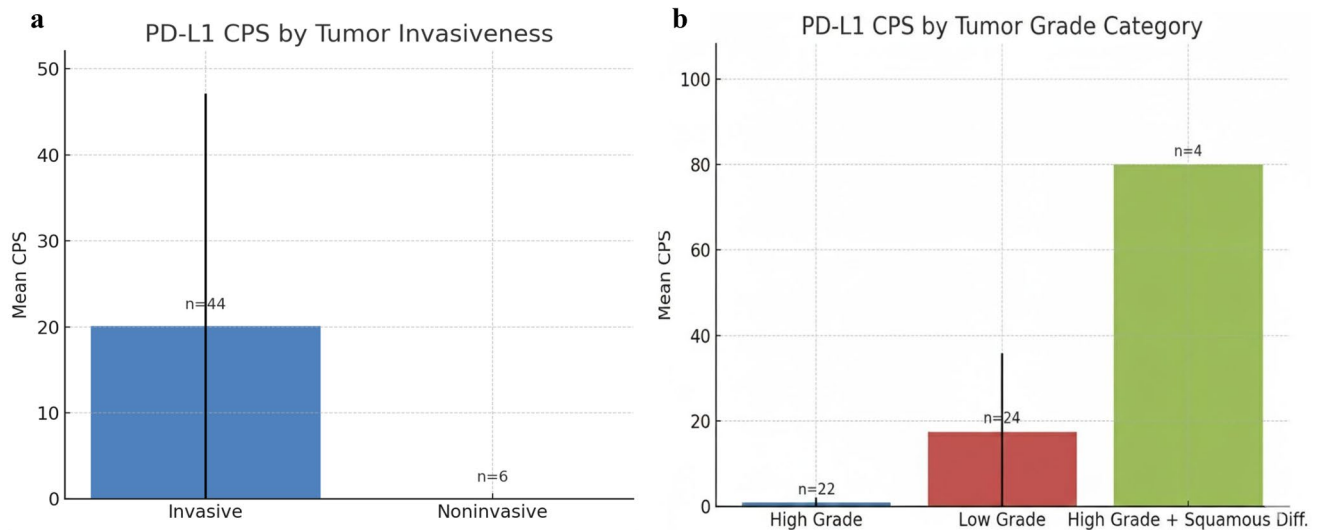 a
PD-L1 CPS by Tumor Invasiveness
Mean CPS
50
40
30
20
10
0
n=44
n=6
Invasive
Noninvasive
b
PD-L1 CPS by Tumor Grade Category
Mean CPS
100
80
60
40
20
0
n=22
n=24
n=4
High Grade
Low Grade
High Grade + Squamous Diff.